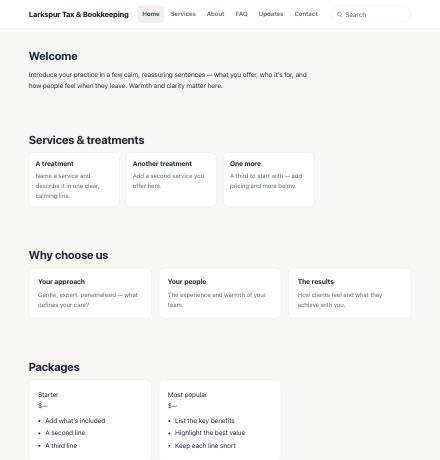 Larkspur Tax & Bookkeeping
Home
Services
About
FAQ
Updates
Contact
Search
Welcome
Introduce your practice in a few calm, reassuring sentences — what you offer, who it's for, and
how people feel when they leave. Warmth and clarity matter here.
Services & treatments
A treatment
Name a service and
describe it in one clear,
calming line.
Another treatment
Add a second service you
offer here.
One more
A third to start with — add
pricing and more below.
Why choose us
Your approach
Gentle, expert, personalised — what
defines your care?
Your people
The experience and warmth of your
team.
The results
How clients feel and what they
achieve with you.
Packages
Starter
$—
• Add what's included
• A second line
• A third line
Most popular
$—
• List the key benefits
• Highlight the best value
• Keep each line short